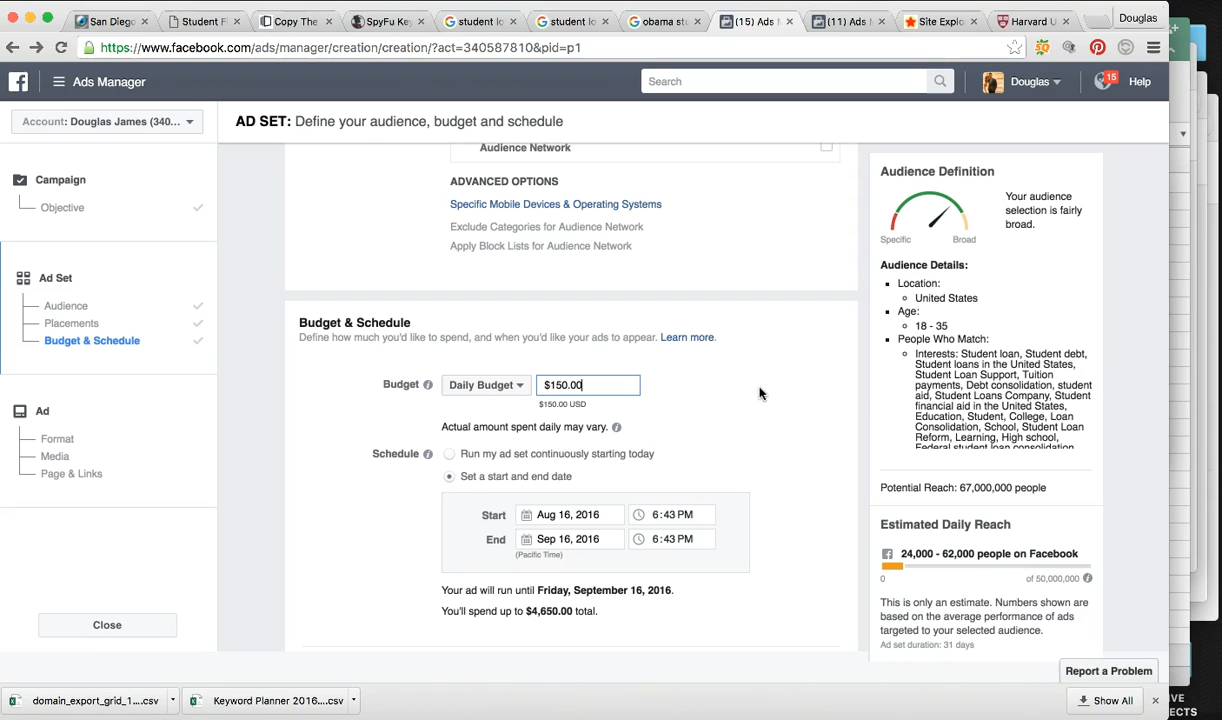 San Diego
Student F
Copy The
SpyFu Ke
student lo
student lo
obama stu
(15) Ads M
(11) Ads M
Site Explo
Harvard U
Douglas
https://www.facebook.com/ads/manager/creation/creation/?act=340587810&pid=p1
Ads Manager
Search
Douglas
15
Help
Account: Douglas James (340...
AD SET: Define your audience, budget and schedule
Campaign
Objective
Ad Set
Audience
Placements
Budget & Schedule
Ad
Format
Media
Page & Links
Close
Audience Network
ADVANCED OPTIONS
Specific Mobile Devices & Operating Systems
Exclude Categories for Audience Network
Apply Block Lists for Audience Network
Budget & Schedule
Define how much you'd like to spend, and when you'd like your ads to appear. Learn more.
Budget
Daily Budget
$150.00
$150.00 USD
Actual amount spent daily may vary.
Schedule
Run my ad set continuously starting today
Set a start and end date
Start
Aug 16, 2016
6:43PM
End
Sep 16, 2016
6:43PM
(Pacific Time)
Your ad will run until Friday, September 16, 2016.
You'll spend up to $4,650.00 total.
Audience Definition
Your audience
selection is fairly
broad.
Specific
Broad
Audience Details:
Location:
United States
Age:
18 - 35
People Who Match:
Interests: Student loan, Student debt,
Student loans in the United States,
Student Loan Support, Tuition
payments, Debt consolidation, student
aid, Student Loans Company, Student
financial aid in the United States,
Education, Student, College, Loan
Consolidation, School, Student Loan
Reform, Learning, High school,
Federal student loan consolidation
Potential Reach: 67,000,000 people
Estimated Daily Reach
24,000 - 62,000 people on Facebook
0
of 50,000,000
This is only an estimate. Numbers shown are
based on the average performance of ads
targeted to your selected audience.
Ad set duration: 31 days
Report a Problem
domain_export_grid_1....csv
Keyword Planner 2016....csv
Show All
VE
ECTS